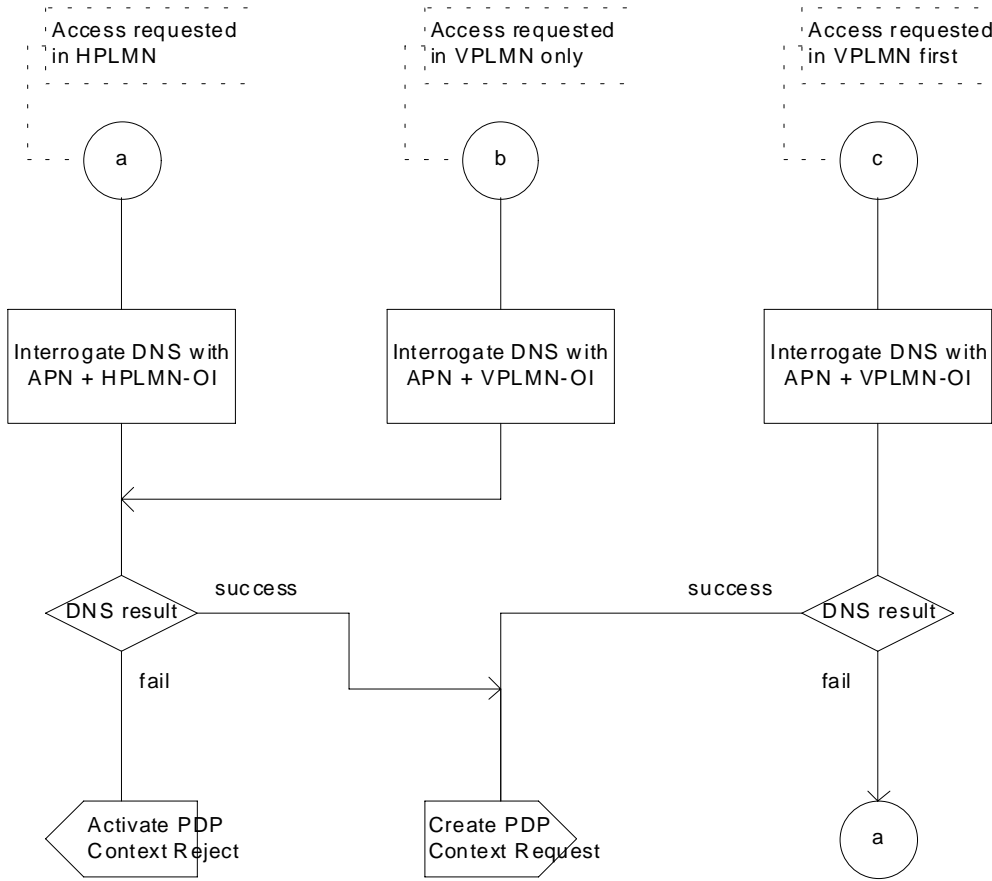 Access requested
in HPLMN
Access requested
in VPLMN only
Access requested
in VPLMN first
a
b
c
Interrogate DNS with
APN + HPLMN-OI
Interrogate DNS with
APN + VPLMN-OI
Interrogate DNS with
APN + VPLMN-OI
DNS result
success
success
DNS result
fail
fail
Activate PDP
Context Reject
Create PDP
Context Request
a